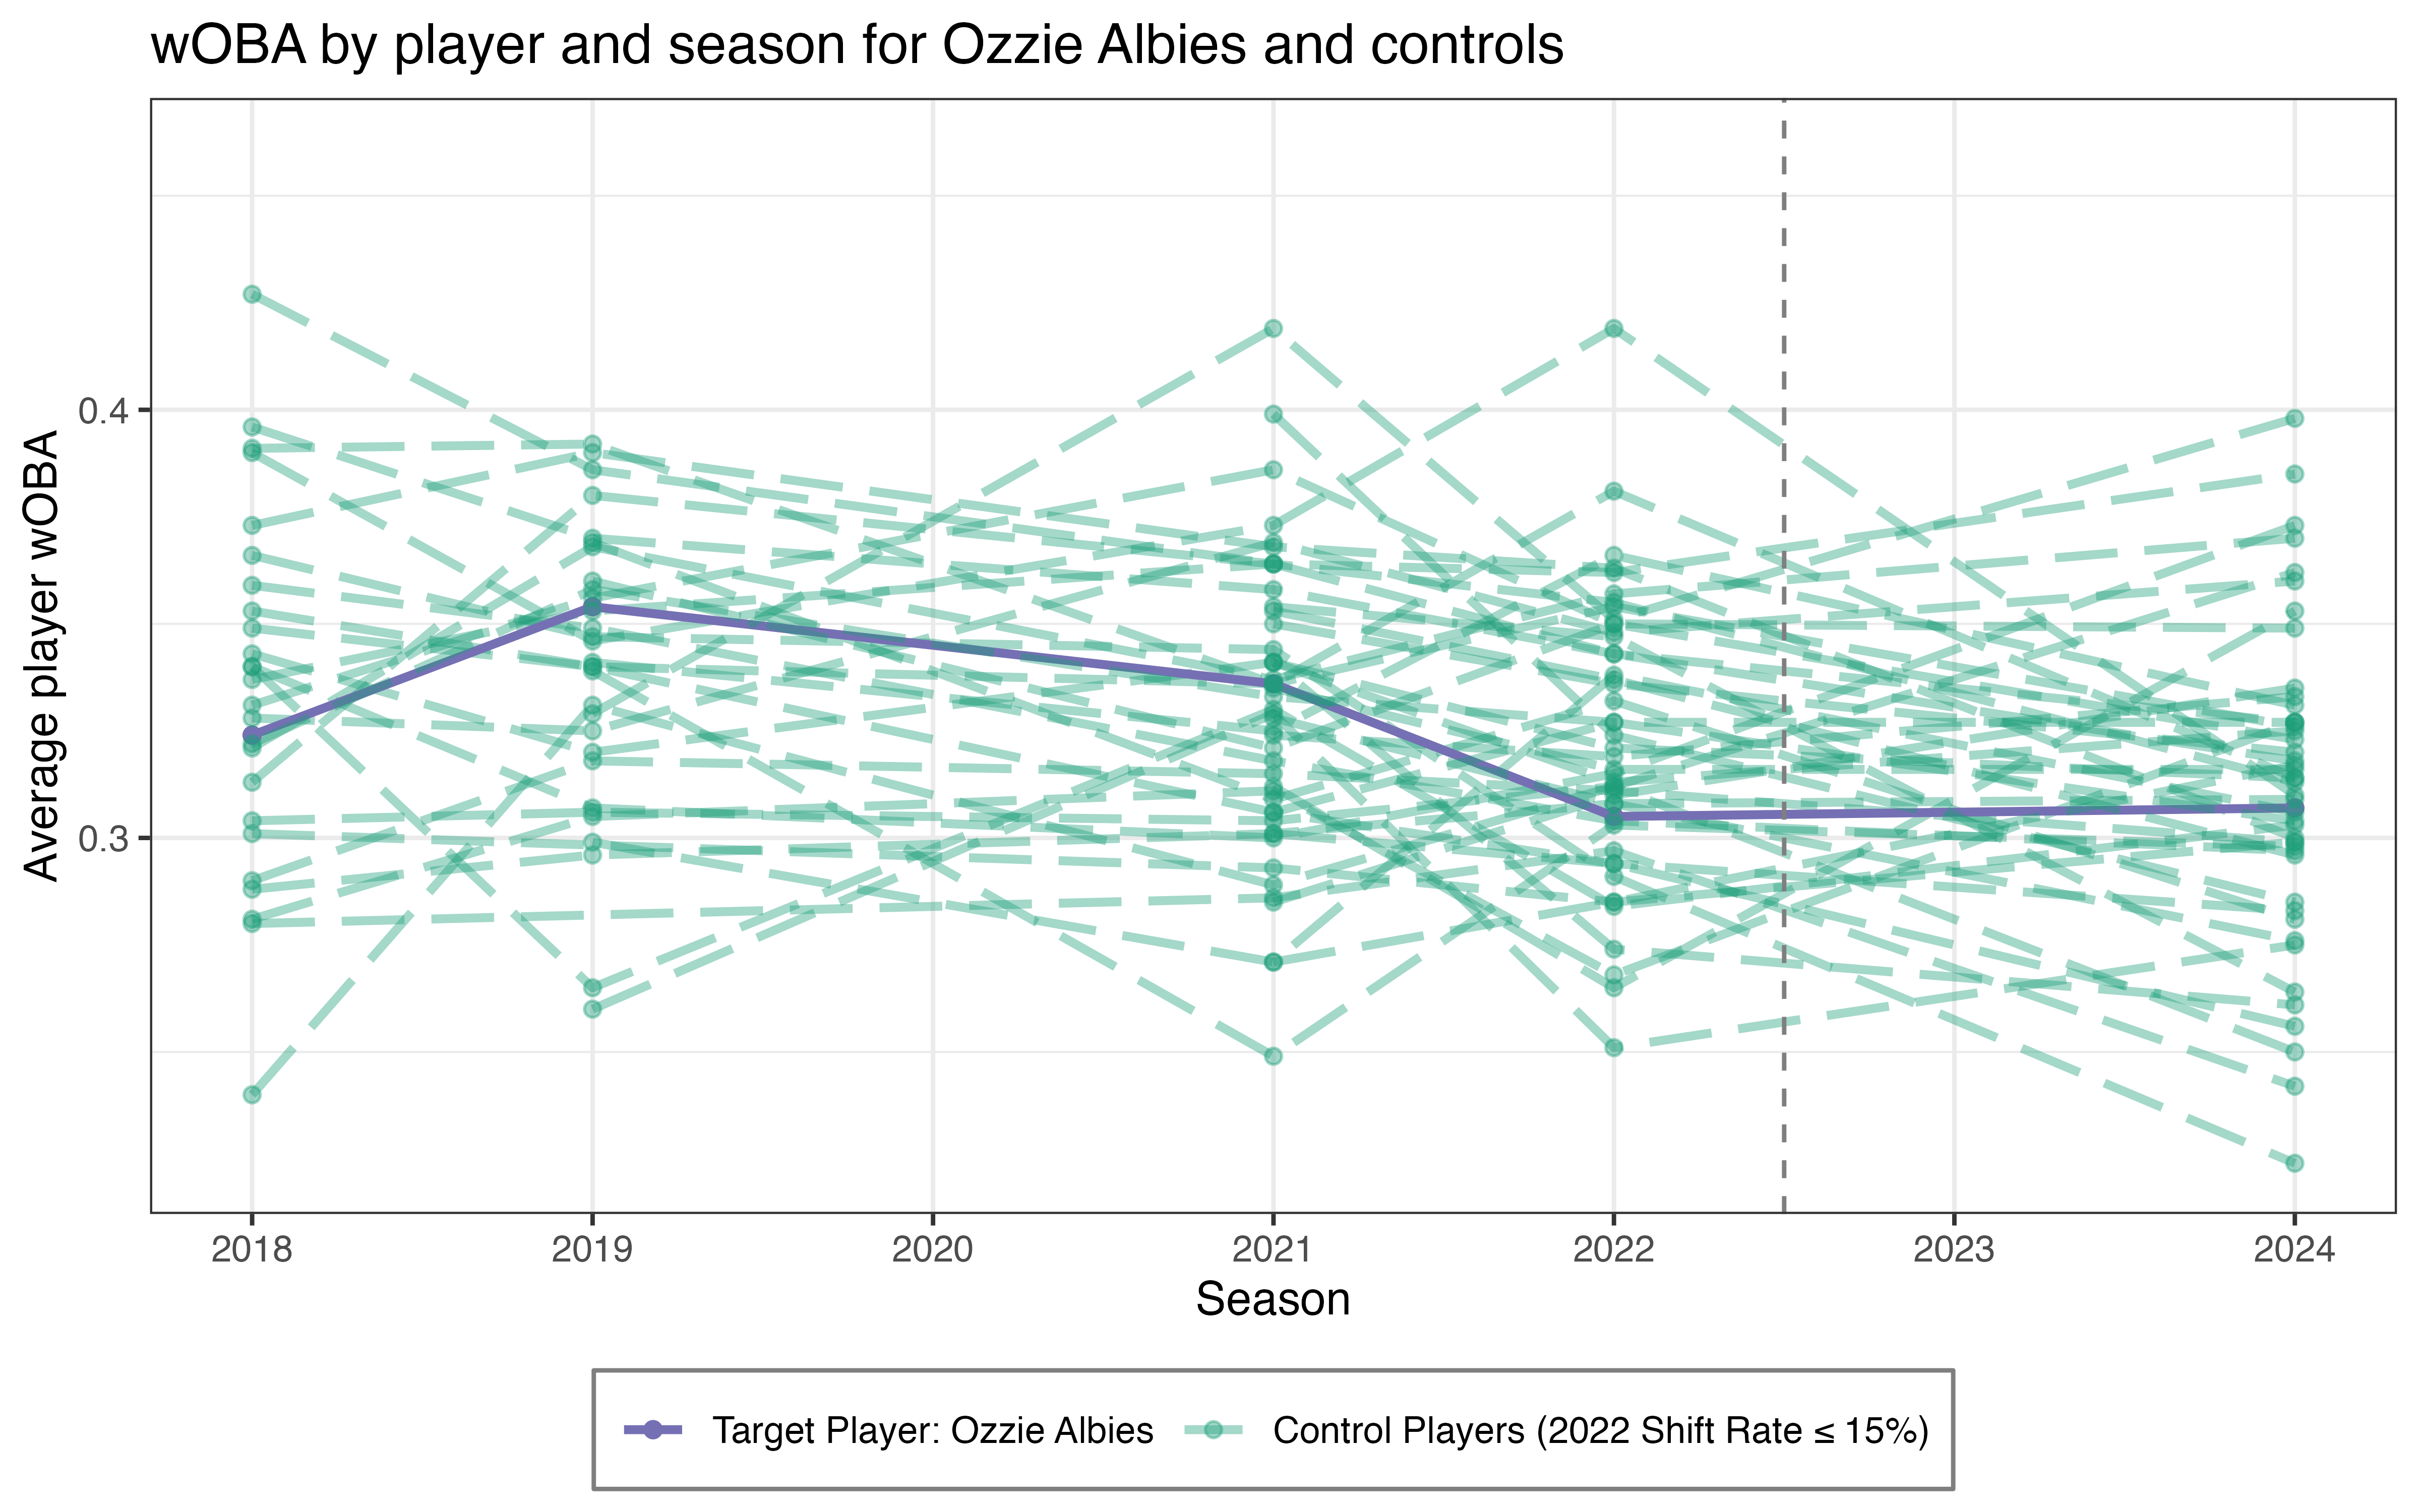 wOBA by player and season for Ozzie Albies and controls
Average player wOBA
0.4
0.3
2018 2019 2020 2021 2022 2023 2024
Season
Target Player: Ozzie Albies Control Players (2022 Shift Rate ≤ 15%)